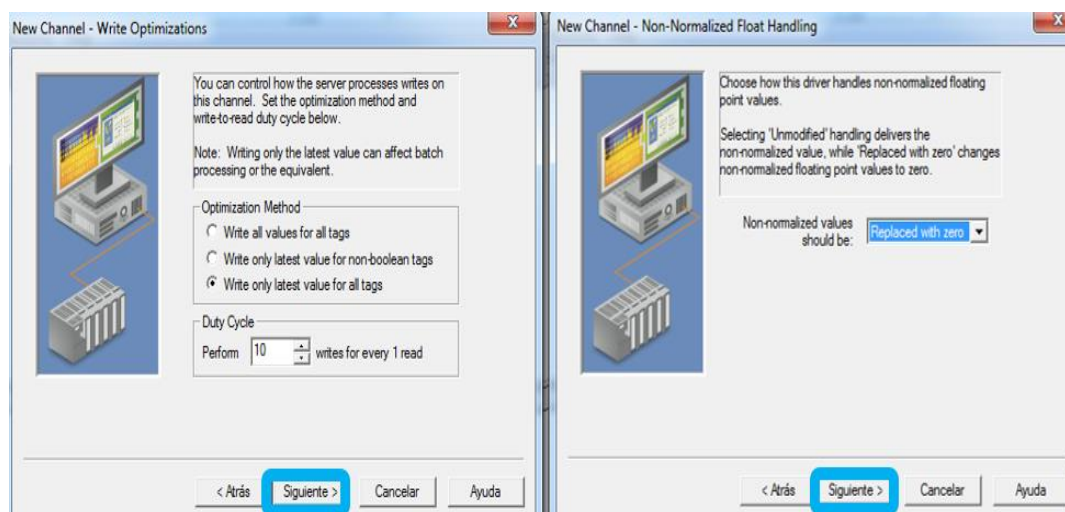 New Channel - Write Optimizations
You can control how the server processes writes on
this channel. Set the optimization method and
write-to-read duty cycle below.
Note: Writing only the latest value can affect batch
processing or the equivalent.
Optimization Method
Write all values for all tags
Write only latest value for non-boolean tags
Write only latest value for all tags
Duty Cycle
Perform 10 writes for every 1 read
< Atrás Siguiente > Cancelar Ayuda
New Channel - Non-Normalized Float Handling
Choose how this driver handles non-normalized floating
point values.
Selecting 'Unmodified' handling delivers the
non-normalized value, while 'Replaced with zero' changes
non-normalized floating point values to zero.
Non-normalized values
should be: Replaced with zero
< Atrás Siguiente > Cancelar Ayuda